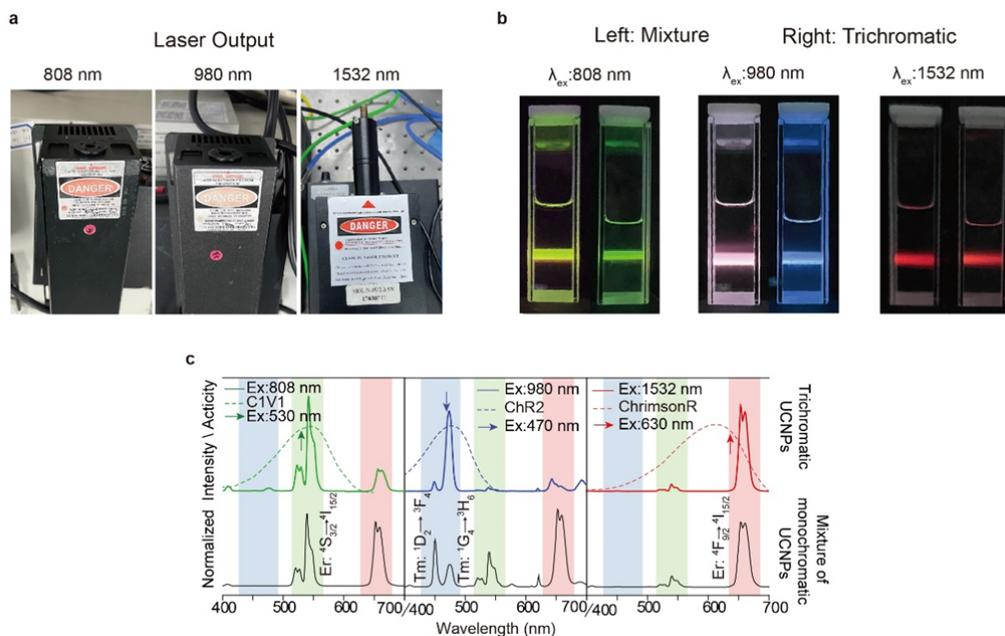 a
Laser Output
808 nm
980 nm
1532 nm
DANGER
DANGER
DANGER
b
Left: Mixture
Right: Trichromatic
λex:808 nm
λex:980 nm
λex:1532 nm
c
Normalized Intensity \ Acticity
Ex:808 nm
C1V1
Ex:530 nm
Ex:980 nm
ChR2
Ex:470 nm
Ex:1532 nm
ChrimsonR
Ex:630 nm
Trichromatic
UCNPs
Er: ⁴S3/2→⁴I15/2
Tm: ¹D2→³F4
Tm: ¹G4→³H6
Er: ⁴F9/2→⁴I15/2
Mixture of
monochromatic
UCNPs
400 500 600 700/400 500 600 700/400 500 600 700
Wavelength (nm)